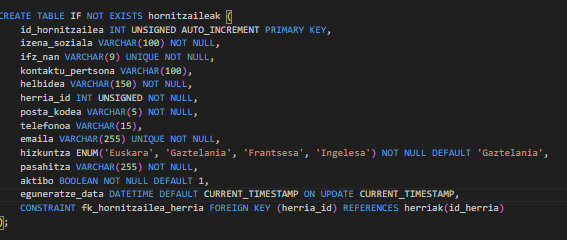 CREATE TABLE IF NOT EXISTS hornitzaileak (
id_hornitzailea INT UNSIGNED AUTO_INCREMENT PRIMARY KEY,
izena_soziala VARCHAR(100) NOT NULL,
ifz_nan VARCHAR(9) UNIQUE NOT NULL,
kontaktu_pertsona VARCHAR(100),
helbidea VARCHAR(150) NOT NULL,
herria_id INT UNSIGNED NOT NULL,
posta_kodea VARCHAR(5) NOT NULL,
telefonoa VARCHAR(15),
emaila VARCHAR(255) UNIQUE NOT NULL,
hizkuntza ENUM('Euskara', 'Gaztelania', 'Frantsesa', 'Ingelesa') NOT NULL DEFAULT 'Gaztelania',
pasahitza VARCHAR(255) NOT NULL,
aktibo BOOLEAN NOT NULL DEFAULT 1,
eguneratze_data DATETIME DEFAULT CURRENT_TIMESTAMP ON UPDATE CURRENT_TIMESTAMP,
CONSTRAINT fk_hornitzailea_herria FOREIGN KEY (herria_id) REFERENCES herriak(id_herria)
);